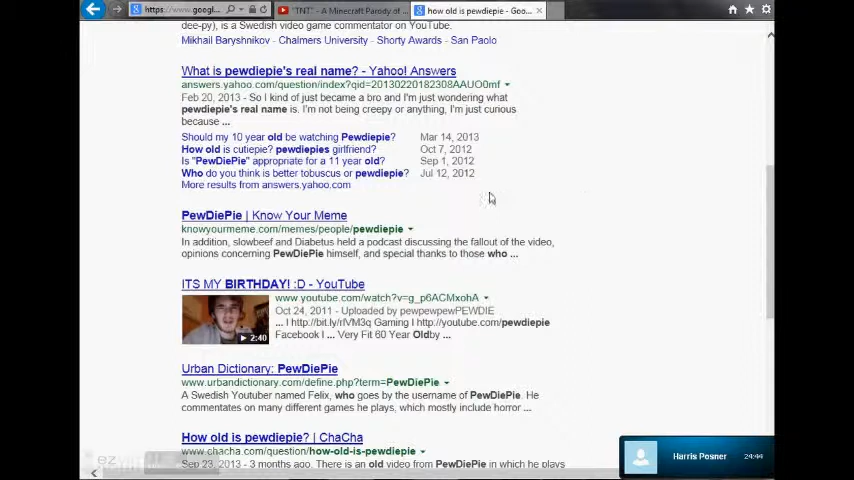 https://www.googl...
"TNT" - A Minecraft Parody of ...
how old is pewdiepie - Goo...
dee-py), is a Swedish video game commentator on YouTube.
Mikhail Baryshnikov - Chalmers University - Shorty Awards - San Paolo
What is pewdiepie's real name? - Yahoo! Answers
answers.yahoo.com/question/index?qid=20130220182308AAUO0mf
Feb 20, 2013 - So I kind of just became a bro and I'm just wondering what
pewdiepie's real name is. I'm not being creepy or anything, I'm just curious
because ...
Should my 10 year old be watching Pewdiepie? Mar 14, 2013
How old is cutiepie? pewdiepies girlfriend? Oct 7, 2012
Is "PewDiePie" appropriate for a 11 year old? Sep 1, 2012
Who do you think is better tobuscus or pewdiepie? Jul 12, 2012
More results from answers.yahoo.com
PewDiePie | Know Your Meme
knowyourmeme.com/memes/people/pewdiepie
In addition, slowbeef and Diabetus held a podcast discussing the fallout of the video,
opinions concerning PewDiePie himself, and special thanks to those who ...
ITS MY BIRTHDAY! :D - YouTube
www.youtube.com/watch?v=g_p6ACMxohA
Oct 24, 2011 - Uploaded by pewpewpewPEWDIE
... I http://bit.ly/rIVM3q Gaming I http://youtube.com/pewdiepie
Facebook I ... Very Fit 60 Year Oldby ...
2:40
Urban Dictionary: PewDiePie
www.urbandictionary.com/define.php?term=PewDiePie
A Swedish Youtuber named Felix, who goes by the username of PewDiePie. He
commentates on many different games he plays, which mostly include horror ...
How old is pewdiepie? | ChaCha
www.chacha.com/question/how-old-is-pewdiepie
Sep 23, 2013 - 3 months ago. There is an old video from PewDiePie in which he plays
Harris Posner 24:44